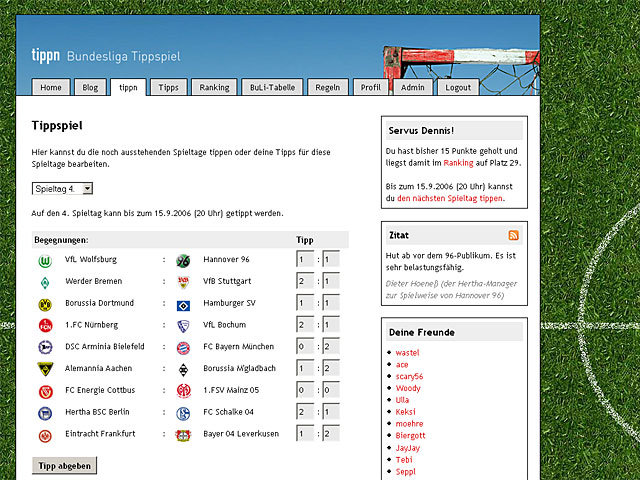 tippn Bundesliga Tippspiel
Home Blog tippn Tipps Ranking BuLi-Tabelle Regeln Profil Admin Logout
Tippspiel
Hier kannst du die noch ausstehenden Spieltage tippen oder deine Tipps für diese
Spieltage bearbeiten.
Spieltag 4.
Auf den 4. Spieltag kann bis zum 15.9.2006 (20 Uhr) getippt werden.
Begegnungen: Tipp
VfL Wolfsburg : Hannover 96 1 : 1
Werder Bremen : VfB Stuttgart 2 : 1
Borussia Dortmund : Hamburger SV 1 : 1
1.FC Nürnberg : VfL Bochum 2 : 1
DSC Arminia Bielefeld : FC Bayern München 0 : 2
Alemannia Aachen : Borussia M'gladbach 1 : 2
FC Energie Cottbus : 1.FSV Mainz 05 0 : 0
Hertha BSC Berlin : FC Schalke 04 2 : 1
Eintracht Frankfurt : Bayer 04 Leverkusen 1 : 2
Tipp abgeben
Servus Dennis!
Du hast bisher 15 Punkte geholt und
liegst damit im Ranking auf Platz 29.
Bis zum 15.9.2006 (20 Uhr) kannst
du den nächsten Spieltag tippen.
Zitat
Hut ab vor dem 96-Publikum. Es ist
sehr belastungsfähig.
Dieter Hoeneß (der Hertha-Manager
zur Spielweise von Hannover 96)
Deine Freunde
wastel
ace
scary56
Woody
Ulla
Keksi
moehre
Biergott
JayJay
Tebi
Seppl